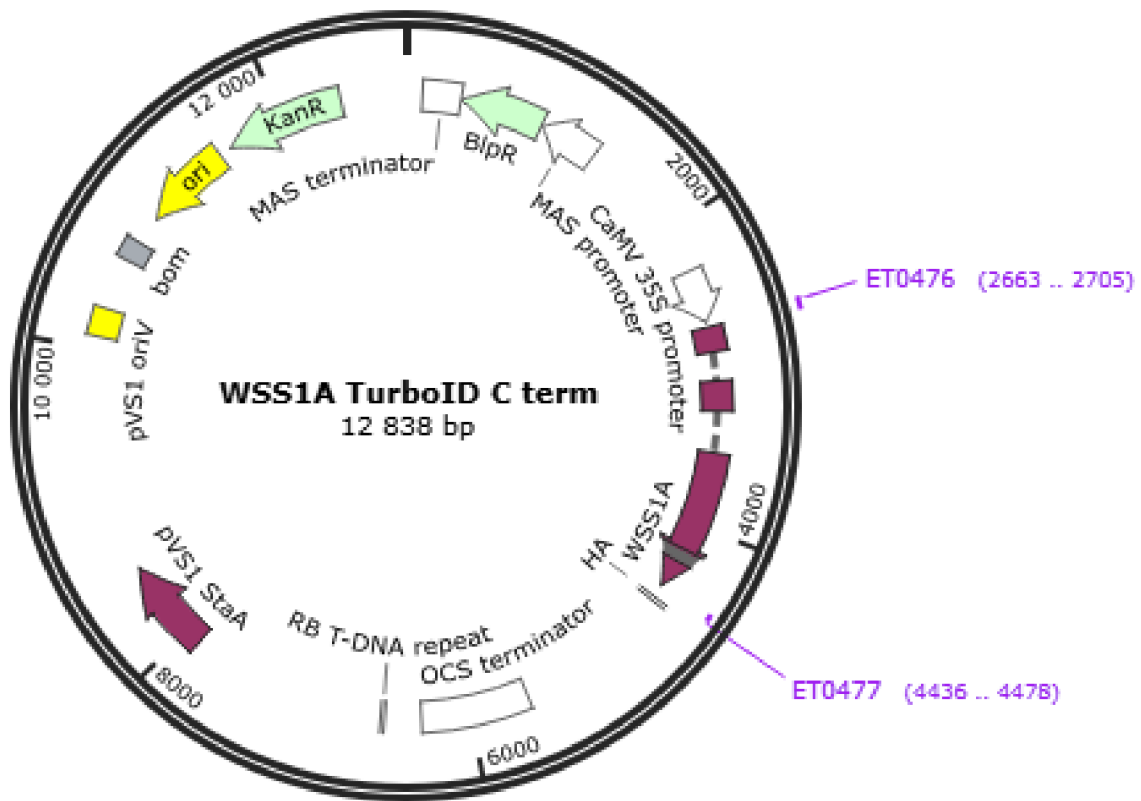 12 000
KanR
ori
bom
pVS1 oriV
10 000
MAS terminator
BlpR
MAS promoter
2000
CaMV 35S promoter
ET0476 (2663 .. 2705)
WSS1A TurboID C term
12 838 bp
4000
WSS1A
HA
ET0477 (4436 .. 4478)
pVS1 StaA
8000
RB T-DNA repeat
OCS terminator
6000